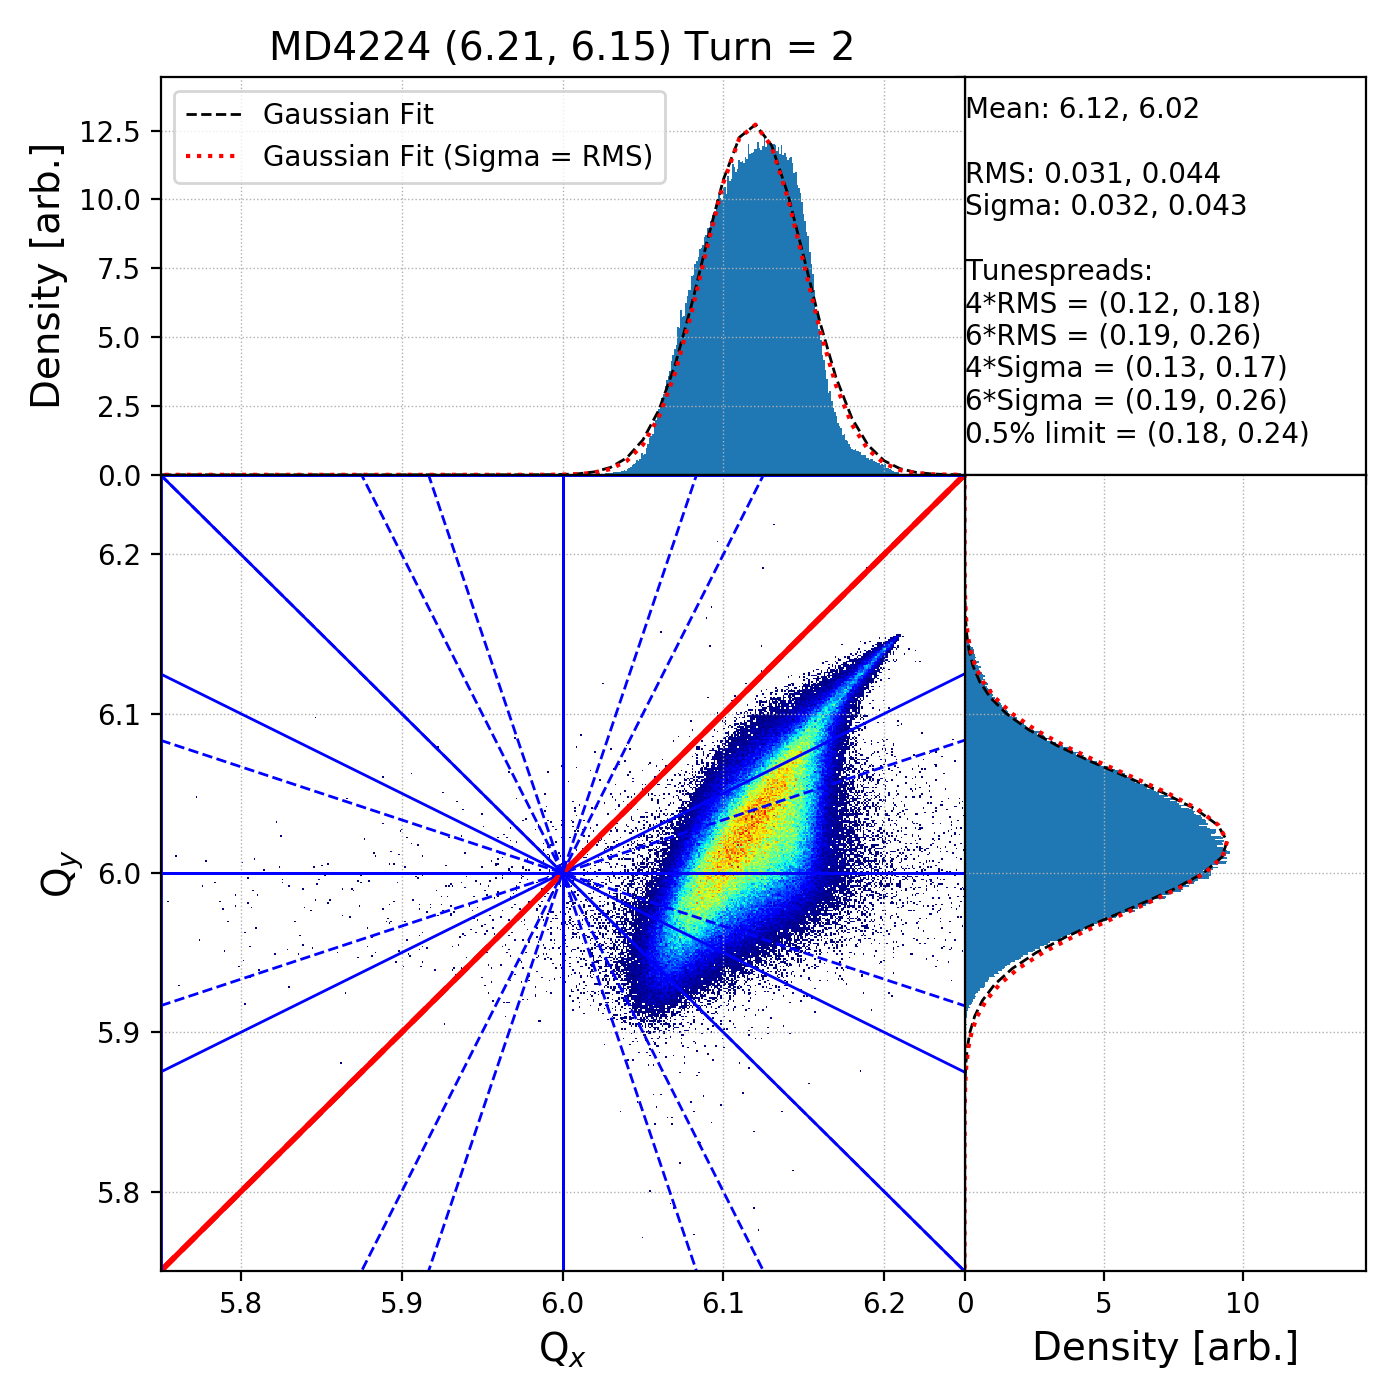 MD4224 (6.21, 6.15) Turn = 2
Gaussian Fit
Gaussian Fit (Sigma = RMS)
Density [arb.]
12.5
10.0
7.5
5.0
2.5
0.0
Mean: 6.12, 6.02
RMS: 0.031, 0.044
Sigma: 0.032, 0.043
Tunespreads:
4*RMS = (0.12, 0.18)
6*RMS = (0.19, 0.26)
4*Sigma = (0.13, 0.17)
6*Sigma = (0.19, 0.26)
0.5% limit = (0.18, 0.24)
Qy
6.2
6.1
6.0
5.9
5.8
5.8 5.9 6.0 6.1 6.2
Qx
0 5 10
Density [arb.]